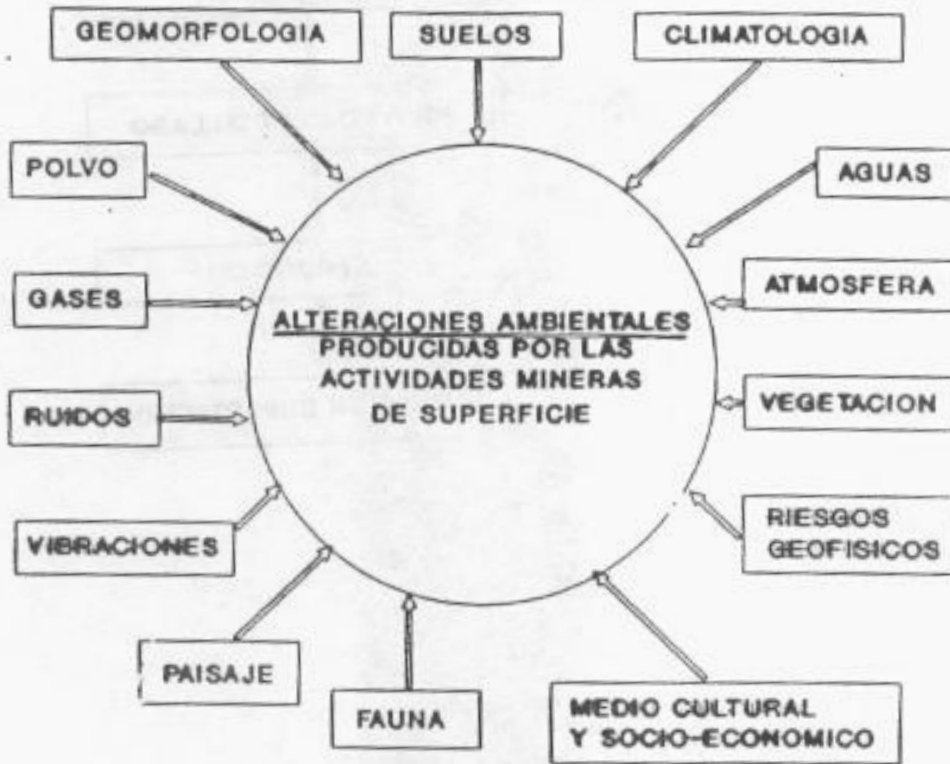 GEOMORFOLOGIA
SUELOS
CLIMATOLOGIA
POLVO
AGUAS
GASES
ATMOSFERA
ALTERACIONES AMBIENTALES
PRODUCIDAS POR LAS
ACTIVIDADES MINERAS
DE SUPERFICIE
RUIDOS
VEGETACION
VIBRACIONES
RIESGOS
GEOFISICOS
PAISAJE
FAUNA
MEDIO CULTURAL
Y SOCIO-ECONOMICO